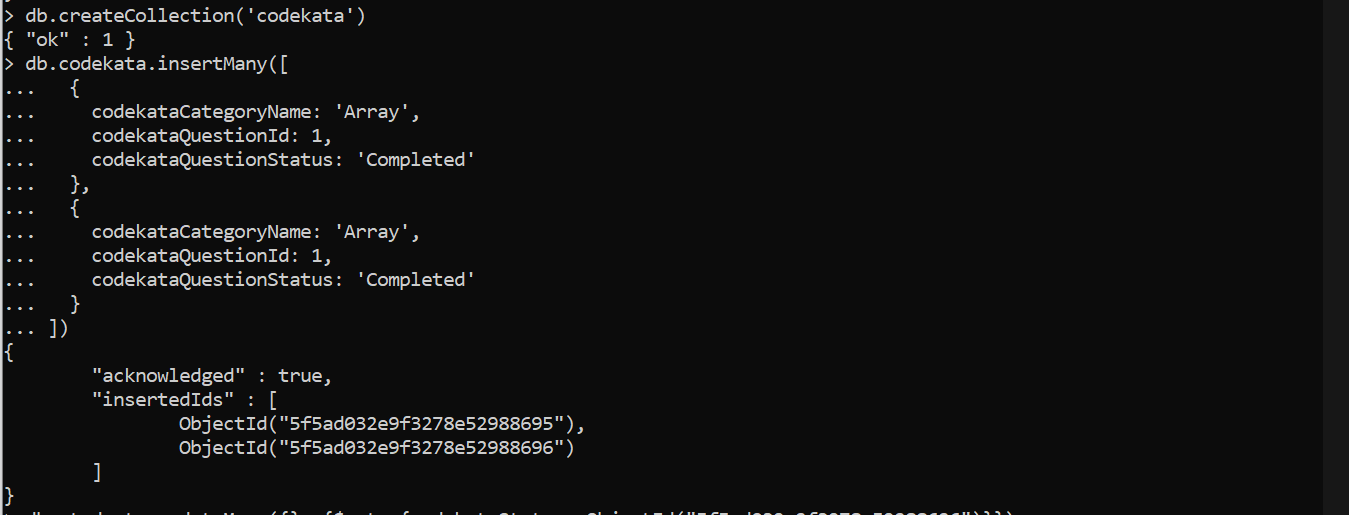 > db.createCollection('codekata')
{ "ok" : 1 }
> db.codekata.insertMany([
...   {
...     codekataCategoryName: 'Array',
...     codekataQuestionId: 1,
...     codekataQuestionStatus: 'Completed'
...   },
...   {
...     codekataCategoryName: 'Array',
...     codekataQuestionId: 1,
...     codekataQuestionStatus: 'Completed'
...   }
... ])
{
        "acknowledged" : true,
        "insertedIds" : [
                ObjectId("5f5ad032e9f3278e52988695"),
                ObjectId("5f5ad032e9f3278e52988696")
        ]
}